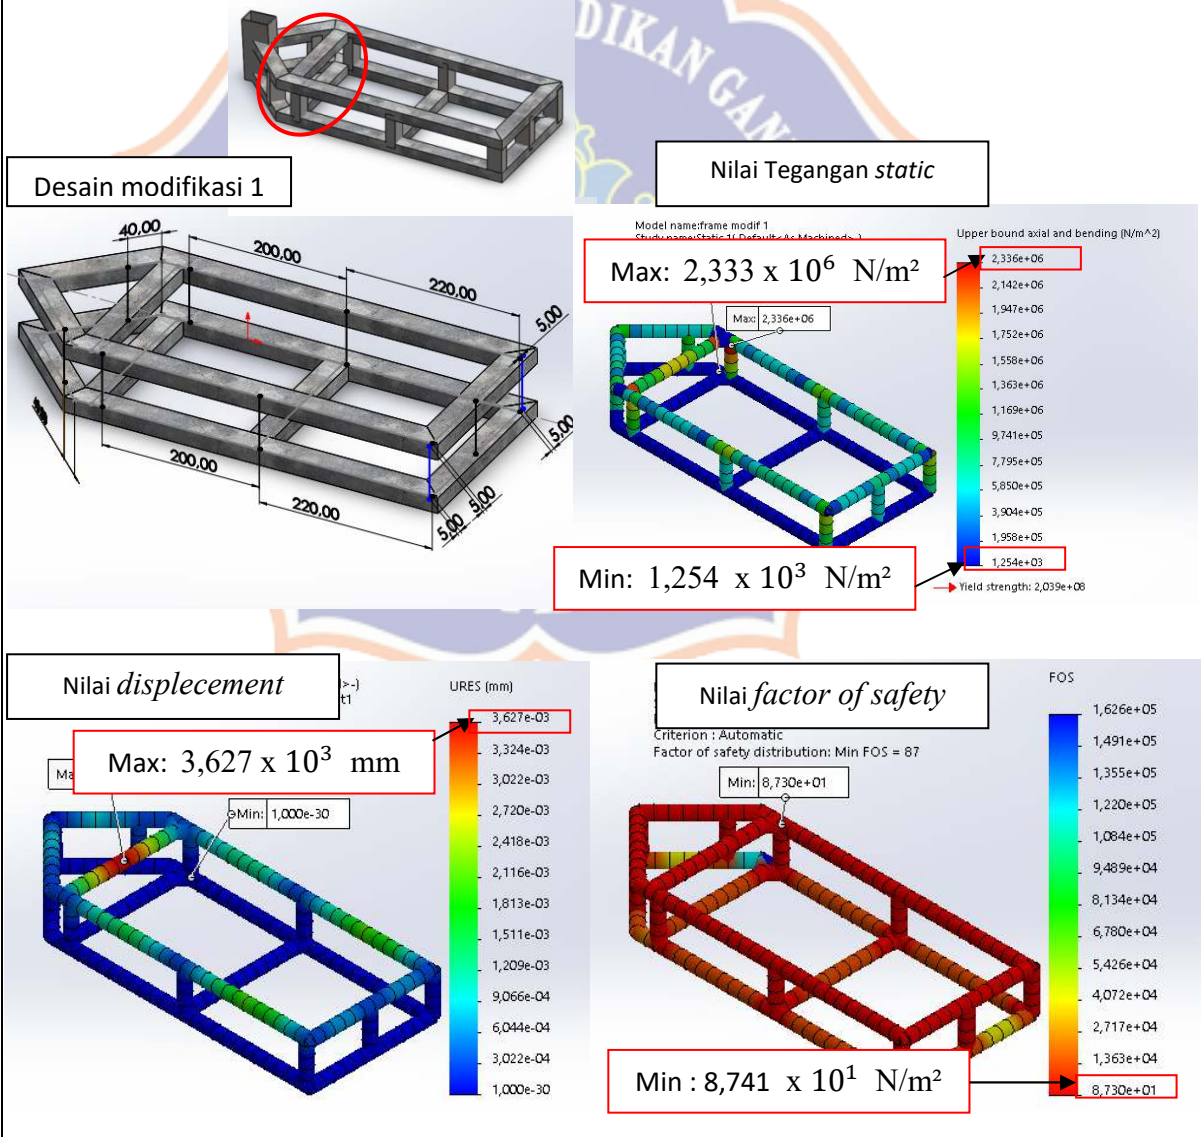 DIKAN GAN
Desain modifikasi 1
Nilai Tegangan static
40,00
200,00
220,00
5,00
5,00
200,00
220,00
5,00
5,00
Model name:frame modif 1
Study name:Static 1(-Default<As Machined>-)
Upper bound axial and bending (N/m^2)
Max: 2,333 x 10⁶ N/m²
Max: 2,336e+06
2,336e+06
2,142e+06
1,947e+06
1,752e+06
1,558e+06
1,363e+06
1,169e+06
9,741e+05
7,795e+05
5,850e+05
3,904e+05
1,958e+05
1,254e+03
Min: 1,254 x 10³ N/m²
Yield strength: 2,039e+08
Nilai displecement
l>-)
t1
URES (mm)
Max: 3,627 x 10³ mm
Ma
Min: 1,000e-30
3,627e-03
3,324e-03
3,022e-03
2,720e-03
2,418e-03
2,116e-03
1,813e-03
1,511e-03
1,209e-03
9,066e-04
6,044e-04
3,022e-04
1,000e-30
Nilai factor of safety
Criterion : Automatic
Factor of safety distribution: Min FOS = 87
Min: 8,730e+01
FOS
1,626e+05
1,491e+05
1,355e+05
1,220e+05
1,084e+05
9,489e+04
8,134e+04
6,780e+04
5,426e+04
4,072e+04
2,717e+04
1,363e+04
8,730e+01
Min : 8,741 x 10¹ N/m²